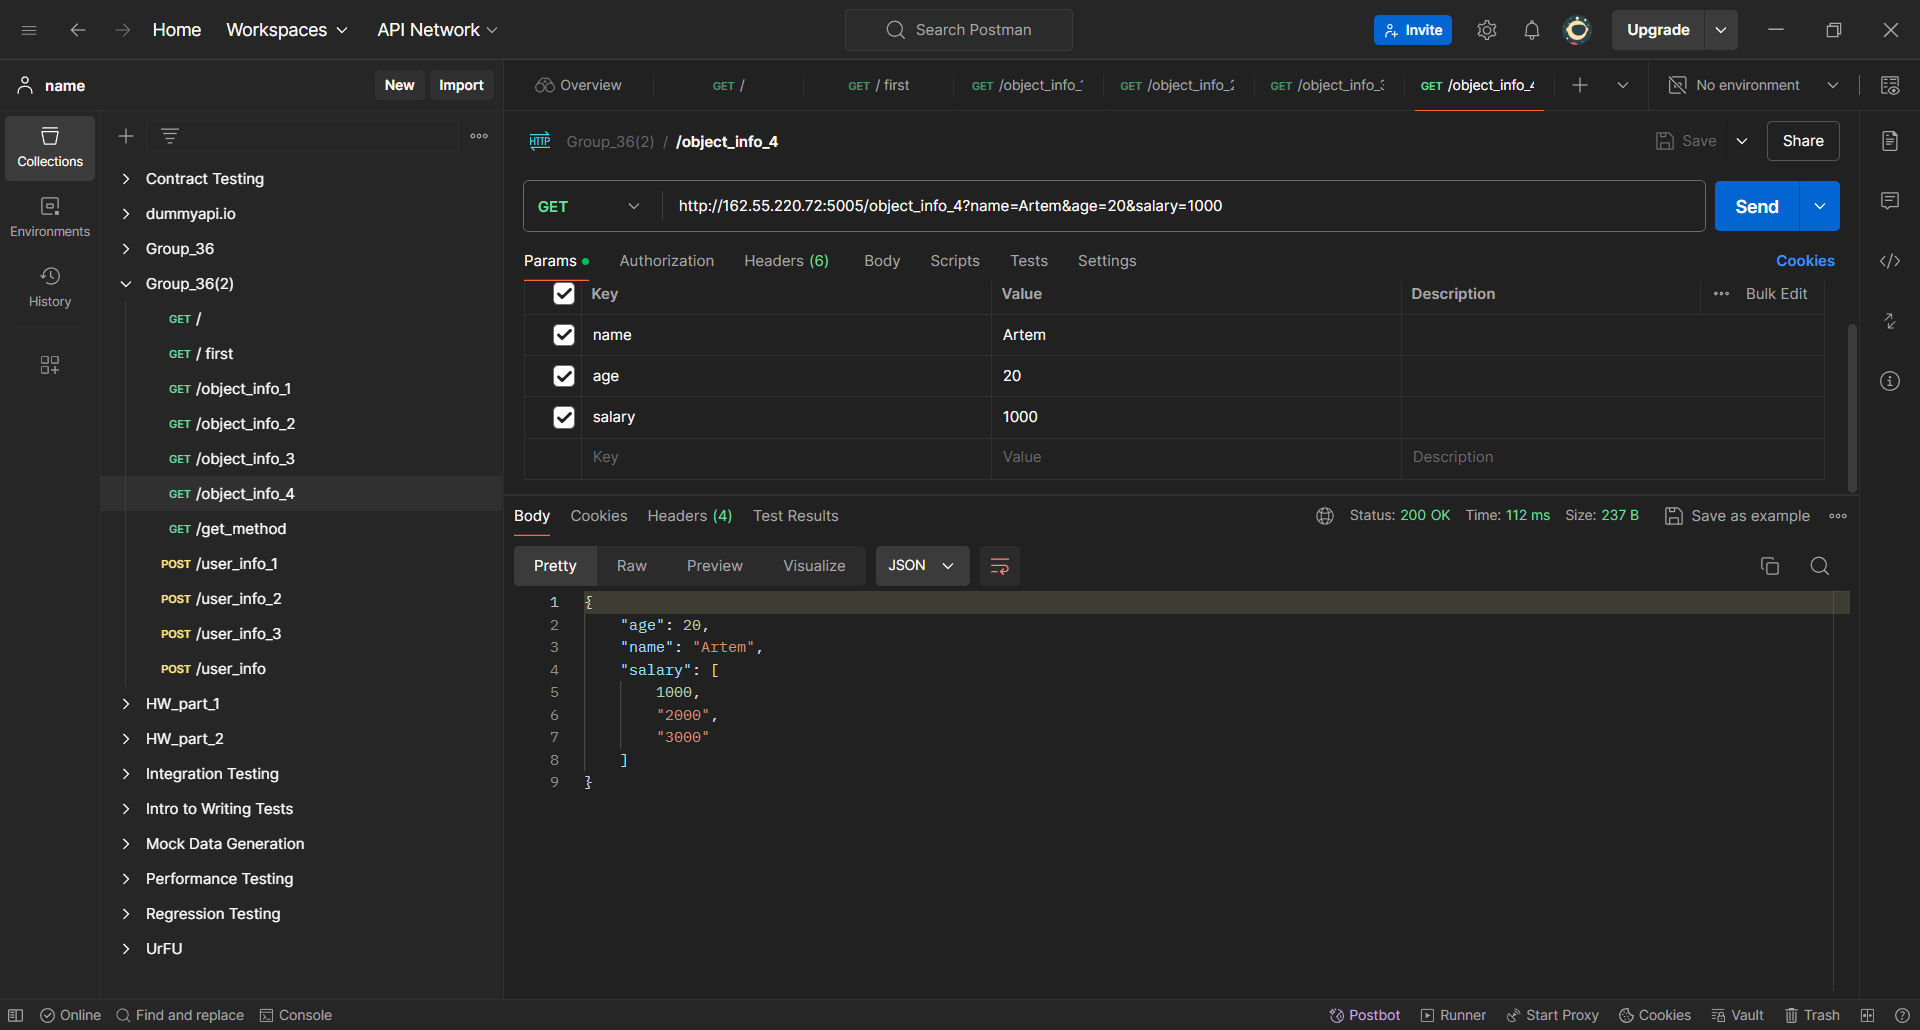 Home Workspaces API Network Search Postman Invite Upgrade
name New Import Overview GET / GET / first GET /object_info_1 GET /object_info_2 GET /object_info_3 GET /object_info_4 No environment
Collections
Environments
History
Contract Testing
dummyapi.io
Group_36
Group_36(2)
GET /
GET / first
GET /object_info_1
GET /object_info_2
GET /object_info_3
GET /object_info_4
GET /get_method
POST /user_info_1
POST /user_info_2
POST /user_info_3
POST /user_info
HW_part_1
HW_part_2
Integration Testing
Intro to Writing Tests
Mock Data Generation
Performance Testing
Regression Testing
UrFU
HTTP Group_36(2) / /object_info_4 Save Share
GET http://162.55.220.72:5005/object_info_4?name=Artem&age=20&salary=1000 Send
Params Authorization Headers (6) Body Scripts Tests Settings Cookies
Key Value Description Bulk Edit
name Artem
age 20
salary 1000
Key Value Description
Body Cookies Headers (4) Test Results Status: 200 OK Time: 112 ms Size: 237 B Save as example
Pretty Raw Preview Visualize JSON
1 {
2 "age": 20,
3 "name": "Artem",
4 "salary": [
5 1000,
6 "2000",
7 "3000"
8 ]
9 }
Online Find and replace Console Postbot Runner Start Proxy Cookies Vault Trash